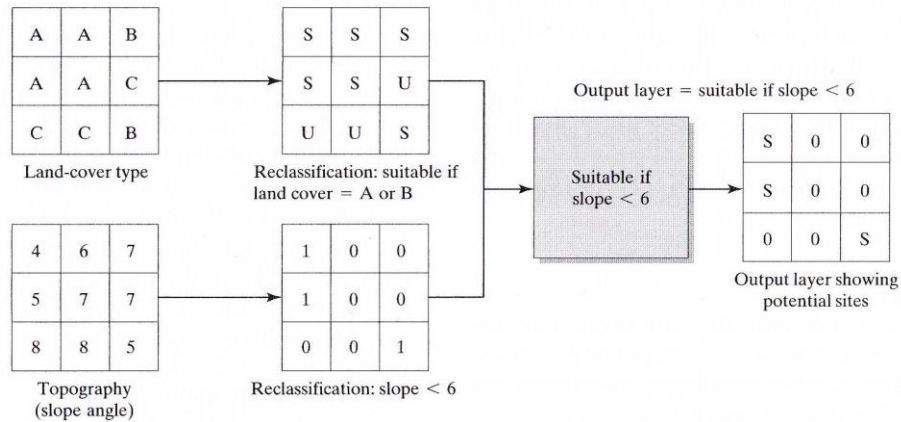 A A B
A A C
C C B
Land-cover type
S S S
S S U
U U S
Reclassification: suitable if
land cover = A or B
4 6 7
5 7 7
8 8 5
Topography
(slope angle)
1 0 0
1 0 0
0 0 1
Reclassification: slope < 6
Suitable if
slope < 6
Output layer = suitable if slope < 6
S 0 0
S 0 0
0 0 S
Output layer showing
potential sites